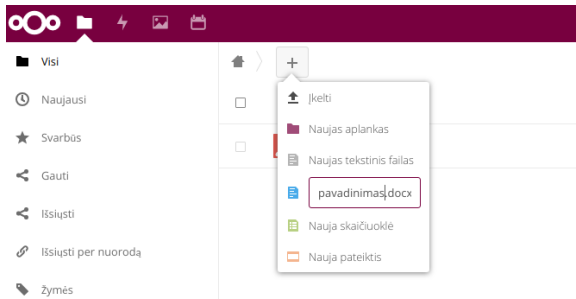 Visi
Naujausi
Svarbūs
Gauti
Išsiųsti
Išsiųsti per nuorodą
Žymės
Įkelti
Naujas aplankas
Naujas tekstinis failas
pavadinimas.docx
Nauja skaičiuoklė
Nauja pateiktis